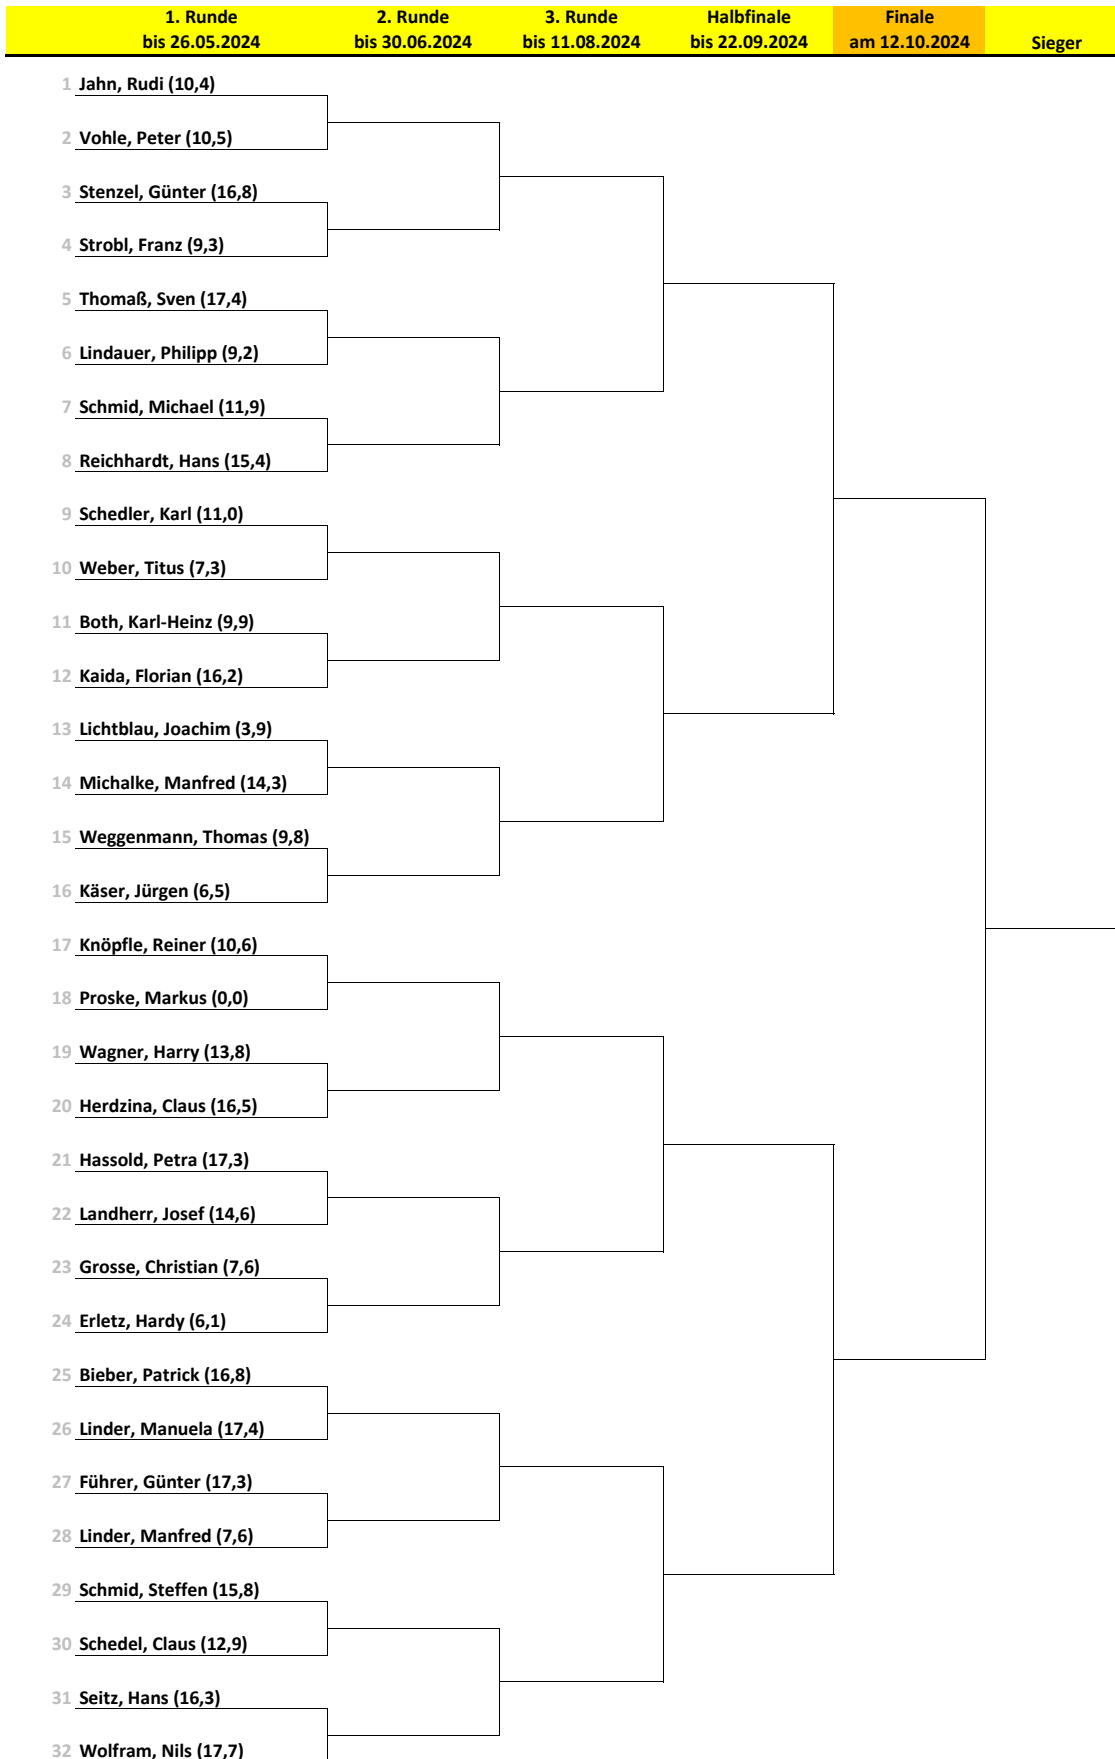 1. Runde 2. Runde 3. Runde Halbfinale Finale
bis 26.05.2024 bis 30.06.2024 bis 11.08.2024 bis 22.09.2024 am 12.10.2024 Sieger
1 Jahn, Rudi (10,4)
2 Vohle, Peter (10,5)
3 Stenzel, Günter (16,8)
4 Strobl, Franz (9,3)
5 Thomaß, Sven (17,4)
6 Lindauer, Philipp (9,2)
7 Schmid, Michael (11,9)
8 Reichhardt, Hans (15,4)
9 Schedler, Karl (11,0)
10 Weber, Titus (7,3)
11 Both, Karl-Heinz (9,9)
12 Kaida, Florian (16,2)
13 Lichtblau, Joachim (3,9)
14 Michalke, Manfred (14,3)
15 Weggenmann, Thomas (9,8)
16 Käser, Jürgen (6,5)
17 Knöpfle, Reiner (10,6)
18 Proske, Markus (0,0)
19 Wagner, Harry (13,8)
20 Herdzina, Claus (16,5)
21 Hassold, Petra (17,3)
22 Landherr, Josef (14,6)
23 Grosse, Christian (7,6)
24 Erletz, Hardy (6,1)
25 Bieber, Patrick (16,8)
26 Linder, Manuela (17,4)
27 Führer, Günter (17,3)
28 Linder, Manfred (7,6)
29 Schmid, Steffen (15,8)
30 Schedel, Claus (12,9)
31 Seitz, Hans (16,3)
32 Wolfram, Nils (17,7)